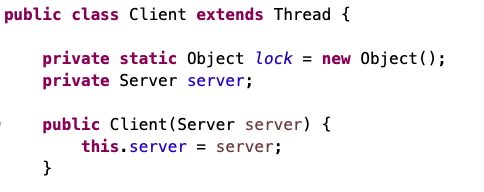 public class Client extends Thread {
private static Object lock = new Object();
private Server server;
public Client(Server server) {
this.server = server;
}